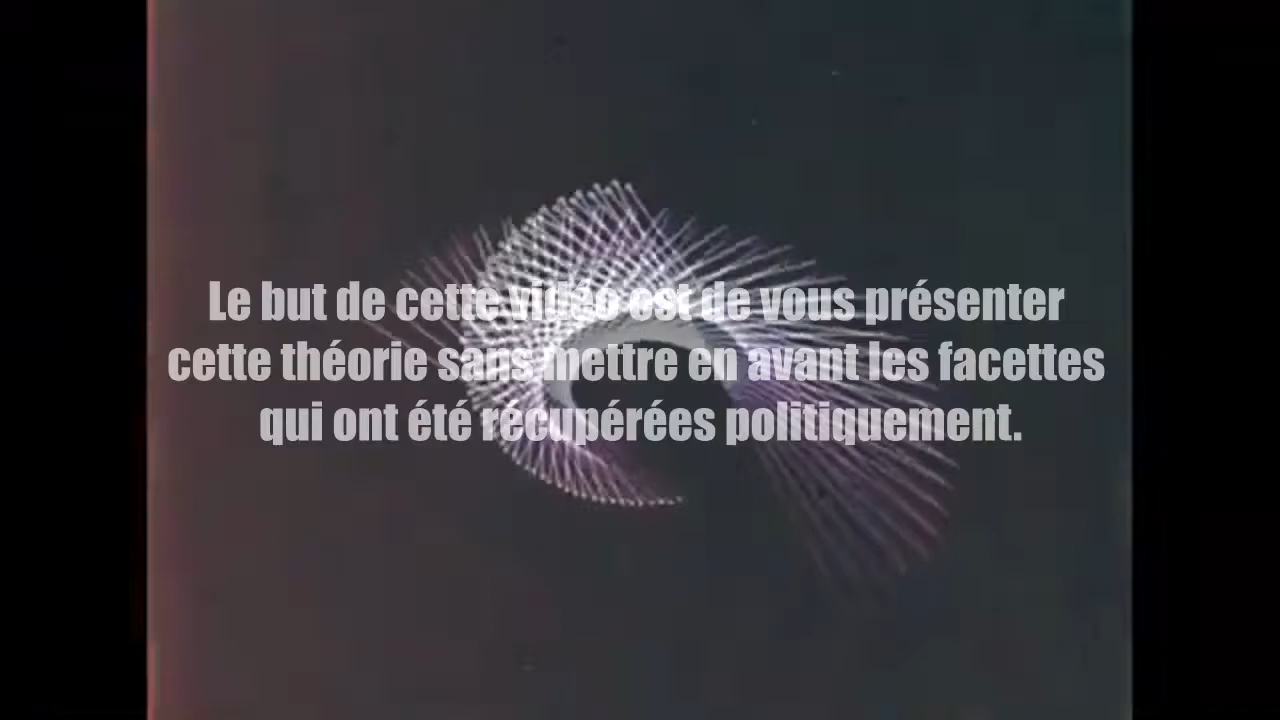 Le but de cette vidéo est de vous présenter
cette théorie sans mettre en avant les facettes
qui ont été récupérées politiquement.